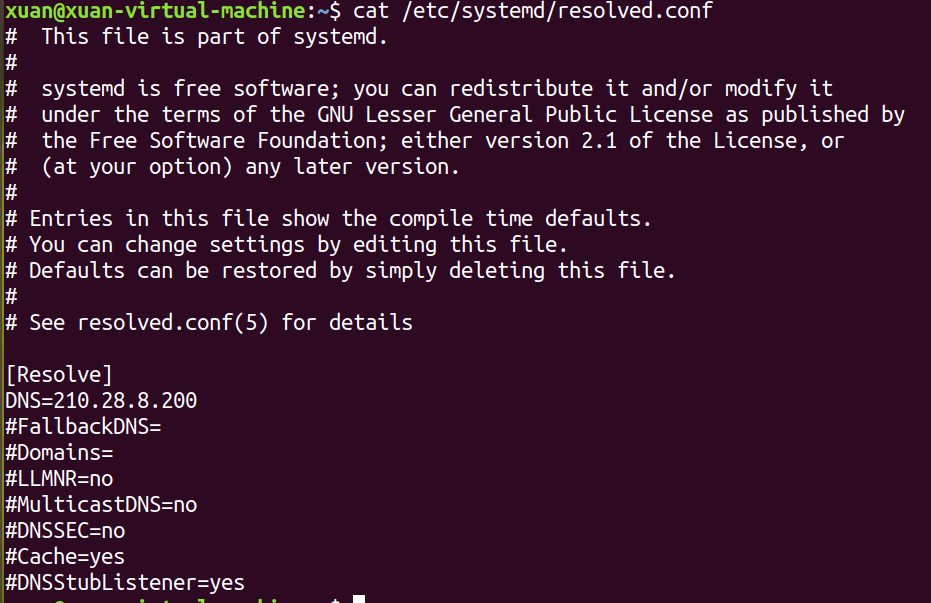 xuan@xuan-virtual-machine:~$ cat /etc/systemd/resolved.conf
#  This file is part of systemd.
#
#  systemd is free software; you can redistribute it and/or modify it
#  under the terms of the GNU Lesser General Public License as published by
#  the Free Software Foundation; either version 2.1 of the License, or
#  (at your option) any later version.
#
# Entries in this file show the compile time defaults.
# You can change settings by editing this file.
# Defaults can be restored by simply deleting this file.
#
# See resolved.conf(5) for details

[Resolve]
DNS=210.28.8.200
#FallbackDNS=
#Domains=
#LLMNR=no
#MulticastDNS=no
#DNSSEC=no
#Cache=yes
#DNSStubListener=yes